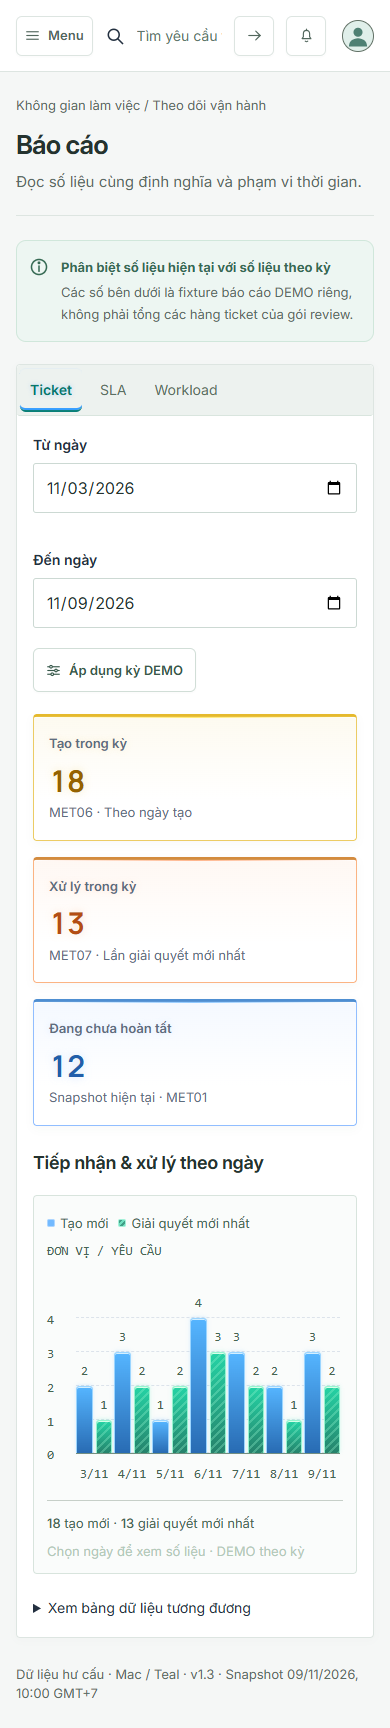 Menu
Tìm yêu cầu
Không gian làm việc / Theo dõi vận hành
Báo cáo
Đọc số liệu cùng định nghĩa và phạm vi thời gian.
Phân biệt số liệu hiện tại với số liệu theo kỳ
Các số bên dưới là fixture báo cáo DEMO riêng,
không phải tổng các hàng ticket của gói review.
Ticket SLA Workload
Từ ngày
11/03/2026
Đến ngày
11/09/2026
Áp dụng kỳ DEMO
Tạo trong kỳ
18
MET06 · Theo ngày tạo
Xử lý trong kỳ
13
MET07 · Lần giải quyết mới nhất
Đang chưa hoàn tất
12
Snapshot hiện tại · MET01
Tiếp nhận & xử lý theo ngày
Tạo mới Giải quyết mới nhất
ĐƠN VỊ / YÊU CẦU
4
4
3 3 3 3
3
2 2 2 2 2 2
2
1 1 1
1
0
3/11 4/11 5/11 6/11 7/11 8/11 9/11
18 tạo mới · 13 giải quyết mới nhất
Chọn ngày để xem số liệu · DEMO theo kỳ
Xem bảng dữ liệu tương đương
Dữ liệu hư cấu · Mac / Teal · v1.3 · Snapshot 09/11/2026,
10:00 GMT+7